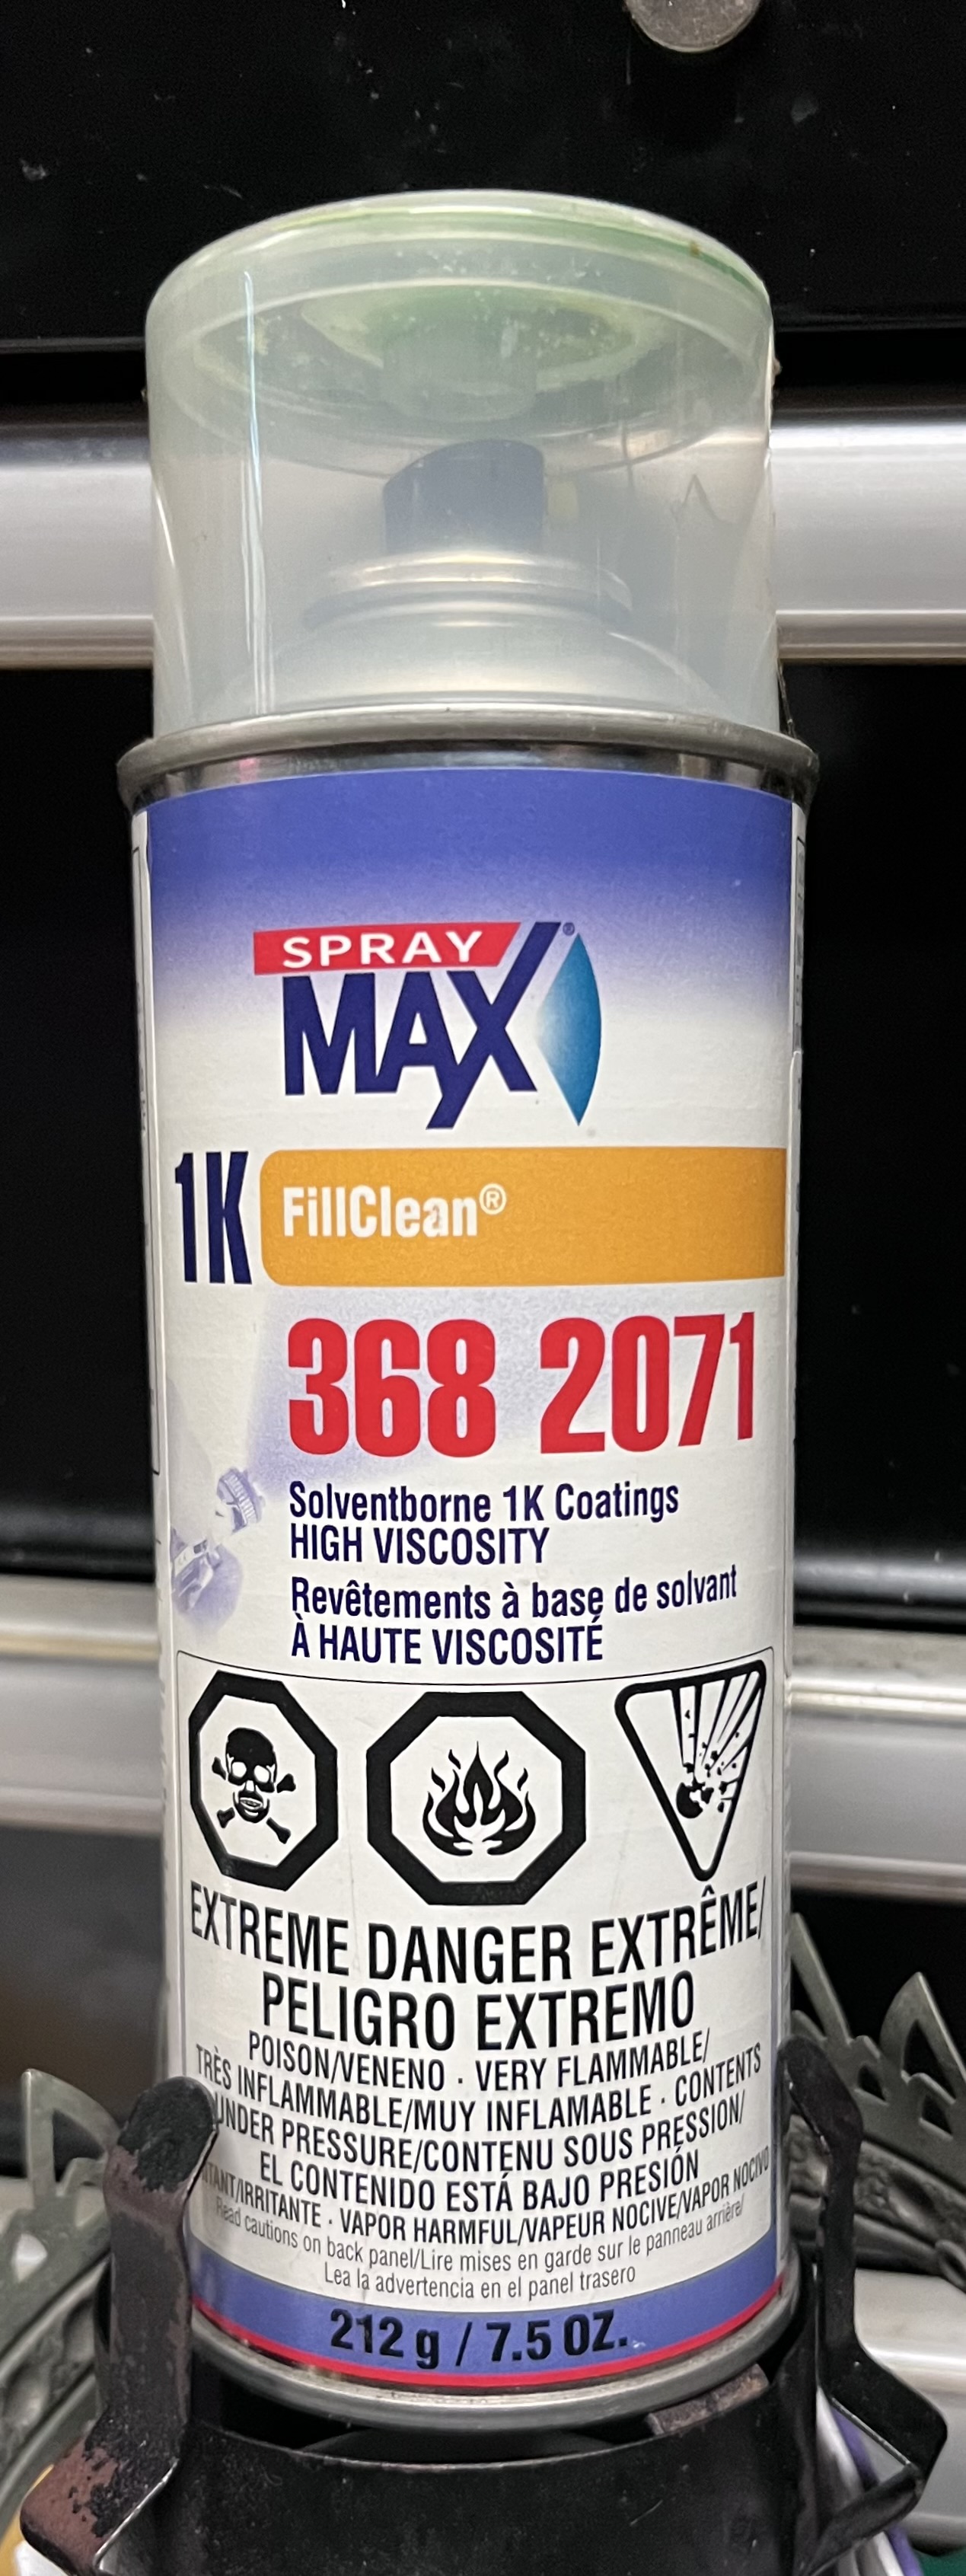 SPRAY
MAX®
1K FillClean®
368 2071
Solventborne 1K Coatings
HIGH VISCOSITY
Revêtements à base de solvant
À HAUTE VISCOSITÉ
EXTREME DANGER EXTRÊME/
PELIGRO EXTREMO
POISON/VENENO · VERY FLAMMABLE/
TRÈS INFLAMMABLE/MUY INFLAMABLE · CONTENTS
UNDER PRESSURE/CONTENU SOUS PRESSION/
EL CONTENIDO ESTÁ BAJO PRESIÓN
/IRRITANTE · VAPOR HARMFUL/VAPEUR NOCIVE/VAPOR NOCIVO
Read cautions on back panel/Lire mises en garde sur le panneau arrière/
Lea la advertencia en el panel trasero
212 g / 7.5 OZ.